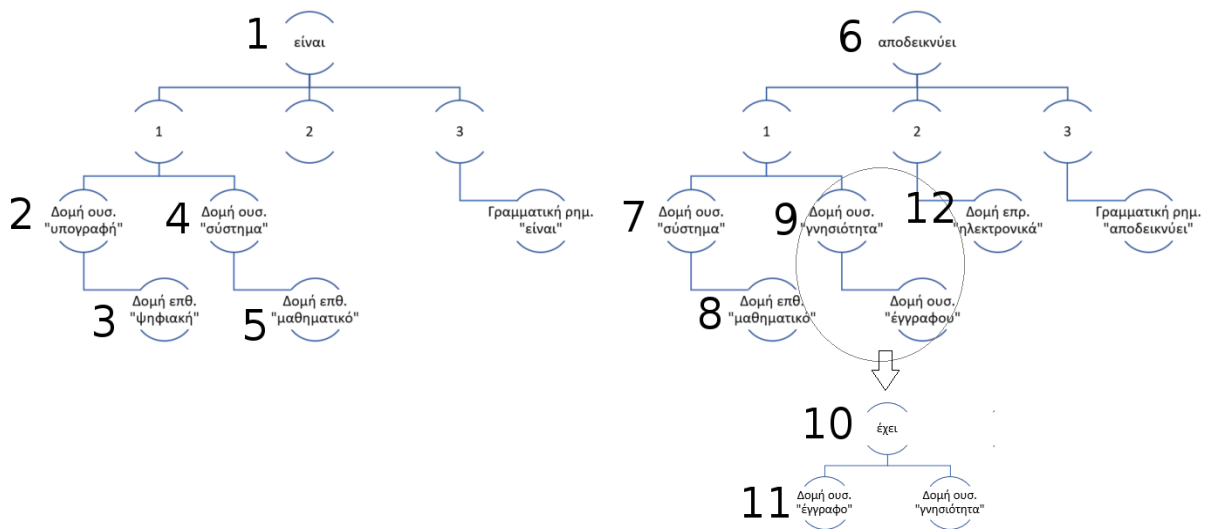 1 είναι
6 αποδεικνύει
1
2
3
1
2
3
2 Δομή ουσ.
"υπογραφή"
4 Δομή ουσ.
"σύστημα"
Γραμματική ρημ.
"είναι"
7 Δομή ουσ.
"σύστημα"
9 Δομή ουσ.
"γνησιότητα"
12 Δομή επρ.
"ηλεκτρονικά"
Γραμματική ρημ.
"αποδεικνύει"
3 Δομή επθ.
"ψηφιακή"
5 Δομή επθ.
"μαθηματικό"
8 Δομή επθ.
"μαθηματικό"
Δομή ουσ.
"έγγραφου"
10 έχει
11 Δομή ουσ.
"έγγραφο"
Δομή ουσ.
"γνησιότητα"